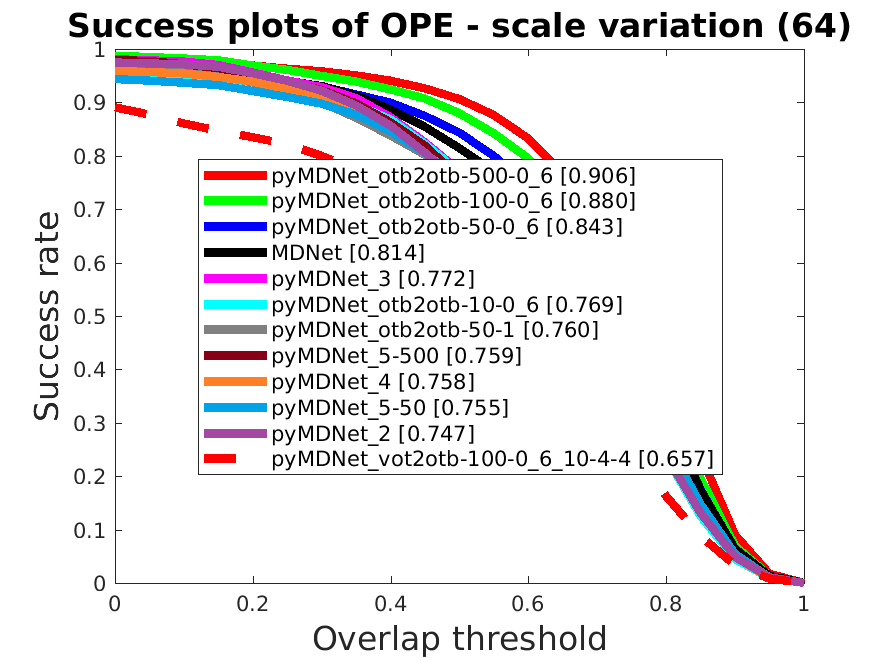 Success plots of OPE - scale variation (64)
1
0.9
0.8
0.7
0.6
0.5
0.4
0.3
0.2
0.1
0
Success rate
pyMDNet_otb2otb-500-0_6 [0.906]
pyMDNet_otb2otb-100-0_6 [0.880]
pyMDNet_otb2otb-50-0_6 [0.843]
MDNet [0.814]
pyMDNet_3 [0.772]
pyMDNet_otb2otb-10-0_6 [0.769]
pyMDNet_otb2otb-50-1 [0.760]
pyMDNet_5-500 [0.759]
pyMDNet_4 [0.758]
pyMDNet_5-50 [0.755]
pyMDNet_2 [0.747]
pyMDNet_vot2otb-100-0_6_10-4-4 [0.657]
0 0.2 0.4 0.6 0.8 1
Overlap threshold